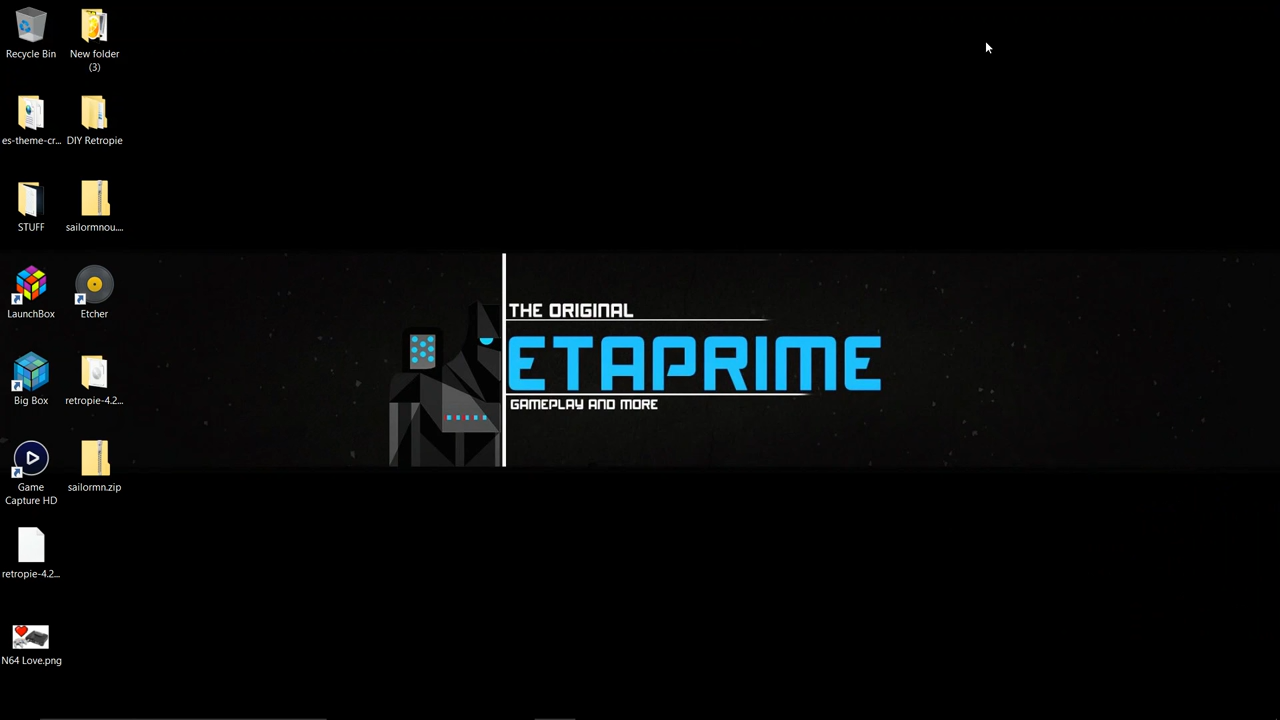 Recycle Bin
New folder
(3)
es-theme-cr...
DIY Retropie
STUFF
sailormnou....
LaunchBox
Etcher
Big Box
retropie-4.2...
Game
Capture HD
sailormn.zip
retropie-4.2...
N64 Love.png
THE ORIGINAL
ETAPRIME
GAMEPLAY AND MORE